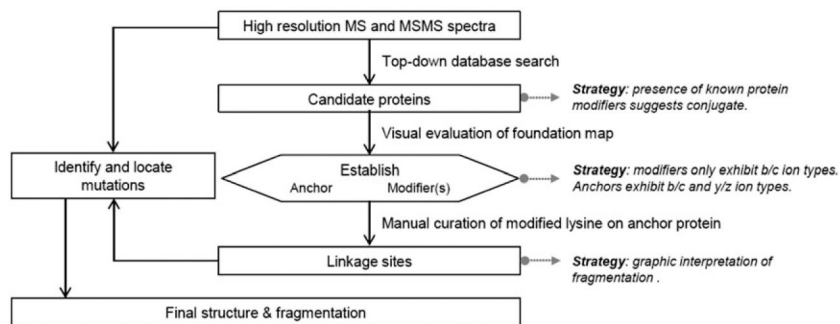 High resolution MS and MSMS spectra
Top-down database search
Candidate proteins
Strategy: presence of known protein
modifiers suggests conjugate.
Visual evaluation of foundation map
Identify and locate
mutations
Establish
Anchor Modifier(s)
Strategy: modifiers only exhibit b/c ion types.
Anchors exhibit b/c and y/z ion types.
Manual curation of modified lysine on anchor protein
Linkage sites
Strategy: graphic interpretation of
fragmentation .
Final structure & fragmentation